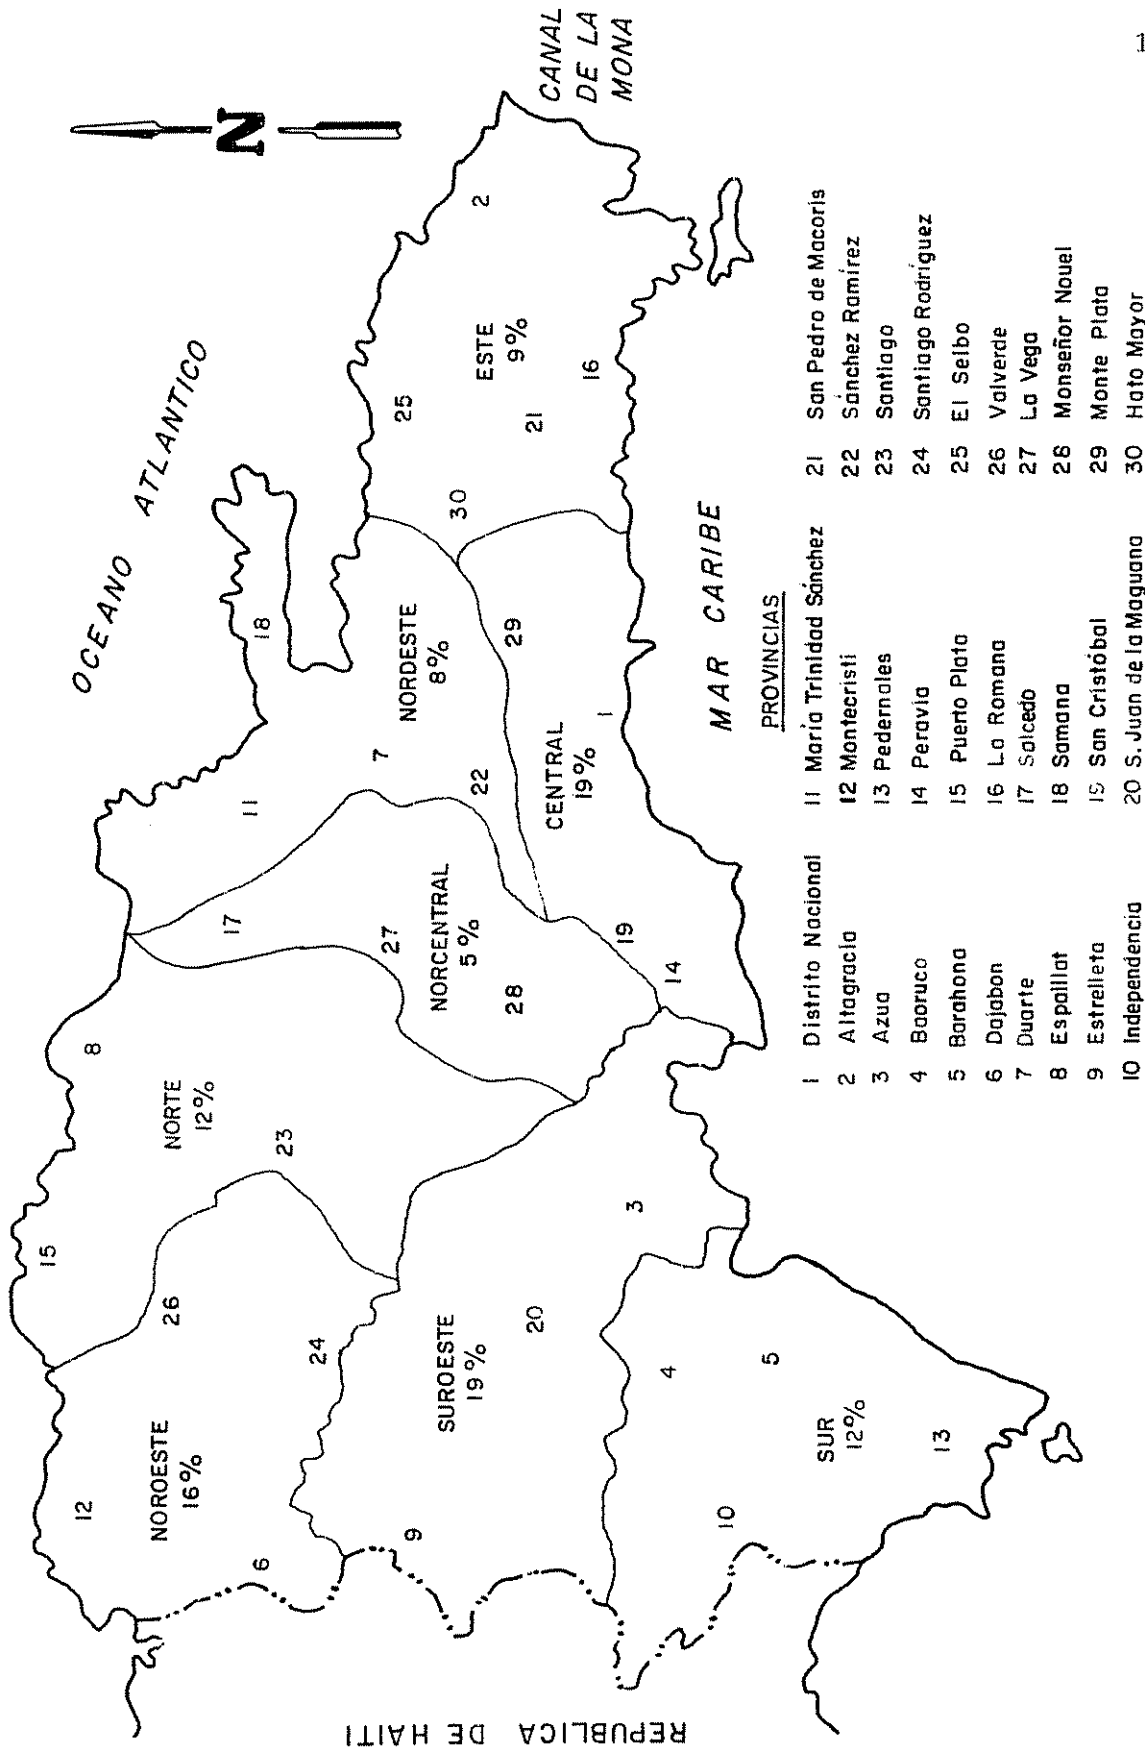 1
OCEANO ATLANTICO
N
CANAL
DE LA
MONA
REPUBLICA DE HAITI
MAR CARIBE
NOROESTE
16%
NORTE
12%
NORCENTRAL
5%
NORDESTE
8%
ESTE
9%
CENTRAL
19%
SUROESTE
19%
SUR
12%
12
15
8
11
18
26
17
6
24
23
27
7
25
2
9
20
28
22
29
30
21
16
3
14
19
1
4
5
10
13
PROVINCIAS
1 Distrito Nacional
2 Altagracia
3 Azua
4 Baoruco
5 Barahona
6 Dajabon
7 Duarte
8 Espaillat
9 Estrelleta
10 Independencia
11 María Trinidad Sánchez
12 Montecristi
13 Pedernales
14 Peravia
15 Puerto Plata
16 La Romana
17 Salcedo
18 Samana
19 San Cristóbal
20 S. Juan de la Maguana
21 San Pedro de Macoris
22 Sánchez Ramírez
23 Santiago
24 Santiago Rodríguez
25 El Selbo
26 Valverde
27 La Vega
28 Monseñor Nouel
29 Monte Plata
30 Hato Mayor